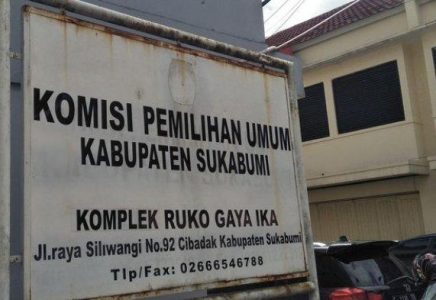 KOMISI PEMILIHAN UMUM
KABUPATEN SUKABUMI
KOMPLEK RUKO GAYA IKA
Jl.raya Siliwangi No.92 Cibadak Kabupaten Sukabumi
Tlp/Fax: 02666546788